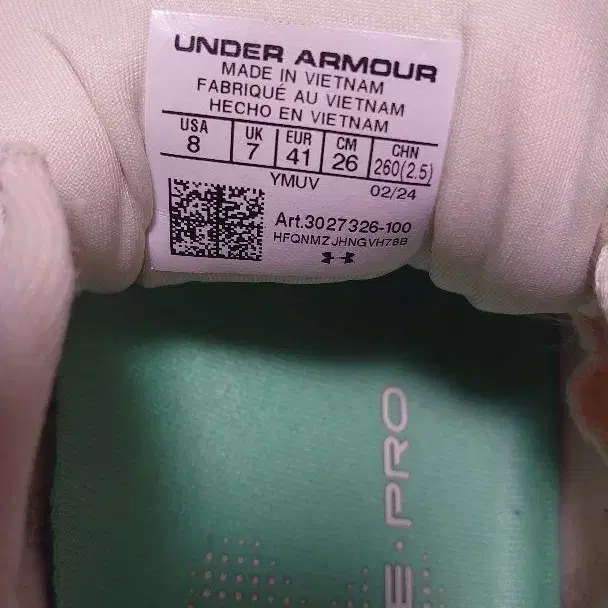 UNDER ARMOUR
MADE IN VIETNAM
FABRIQUÉ AU VIETNAM
HECHO EN VIETNAM
USA UK EUR CM CHN
8 7 41 26 260(2.5)
YMUV 02/24
Art.3027326-100
HFQNMZJHNGVH78B
E·PRO